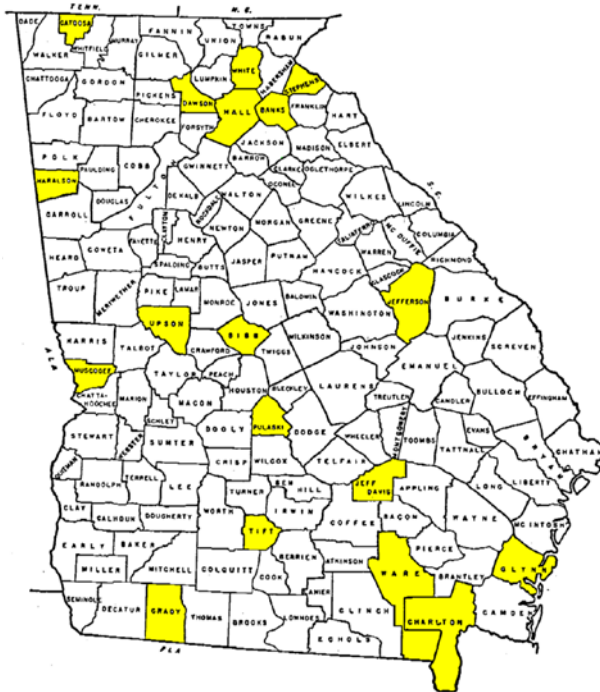 TENN. N.C.
DADE CATOOSA MURRAY FANNIN TOWNS RABUN
WALKER WHITFIELD GILMER UNION
CHATTOOGA GORDON PICKENS LUMPKIN WHITE HABERSHAM STEPHENS
FLOYD BARTOW CHEROKEE DAWSON FORSYTH HALL BANKS FRANKLIN HART
POLK PAULDING COBB JACKSON MADISON ELBERT
HARALSON FULTON GWINNETT BARROW CLARKE OGLETHORPE
OCONEE
CARROLL DOUGLAS DE KALB WALTON WILKES LINCOLN S.C.
ROCKDALE
HEARD COWETA FAYETTE CLAYTON HENRY NEWTON MORGAN GREENE TALIAFERRO MC DUFFIE COLUMBIA
WARREN RICHMOND
SPALDING BUTTS JASPER PUTNAM HANCOCK GLASCOCK
TROUP MERIWETHER PIKE LAMAR MONROE JONES BALDWIN WASHINGTON JEFFERSON BURKE
UPSON BIBB WILKINSON JOHNSON JENKINS SCREVEN
HARRIS TALBOT CRAWFORD TWIGGS
ALA
MUSCOGEE TAYLOR PEACH EMANUEL
CHATTA-
HOOCHEE MARION MACON HOUSTON BLECKLEY LAURENS TREUTLEN CANDLER BULLOCH EFFINGHAM
SCHLEY DOOLY PULASKI DODGE MONTGOMERY EVANS
STEWART WEBSTER SUMTER WHEELER TOOMBS TATTNALL BRYAN CHATHAM
QUITMAN CRISP WILCOX TELFAIR
RANDOLPH TERRELL LEE BEN HILL JEFF
DAVIS APPLING LONG LIBERTY
CLAY CALHOUN DOUGHERTY WORTH TURNER IRWIN COFFEE BACON WAYNE MCINTOSH
EARLY BAKER TIFT PIERCE
MILLER MITCHELL COLQUITT BERRIEN ATKINSON WARE BRANTLEY GLYNN
COOK
LANIER
SEMINOLE DECATUR GRADY THOMAS BROOKS LOWNDES CLINCH CHARLTON CAMDEN
ECHOLS
FLA